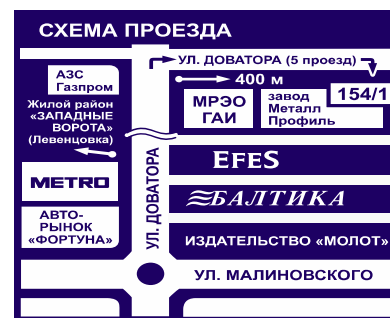 СХЕМА ПРОЕЗДА
УЛ. ДОВАТОРА (5 проезд)
400 м
АЗС
Газпром
МРЭО
ГАИ
завод
Металл
Профиль
154/1
Жилой район
«ЗАПАДНЫЕ
ВОРОТА»
(Левенцовка)
METRO
АВТО-
РЫНОК
«ФОРТУНА»
УЛ. ДОВАТОРА
EFES
БАЛТИКА
ИЗДАТЕЛЬСТВО «МОЛОТ»
УЛ. МАЛИНОВСКОГО